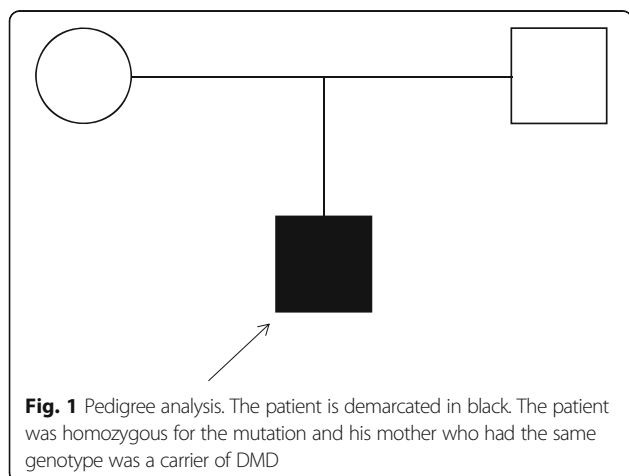 Fig. 1 Pedigree analysis. The patient is demarcated in black. The patient
was homozygous for the mutation and his mother who had the same
genotype was a carrier of DMD